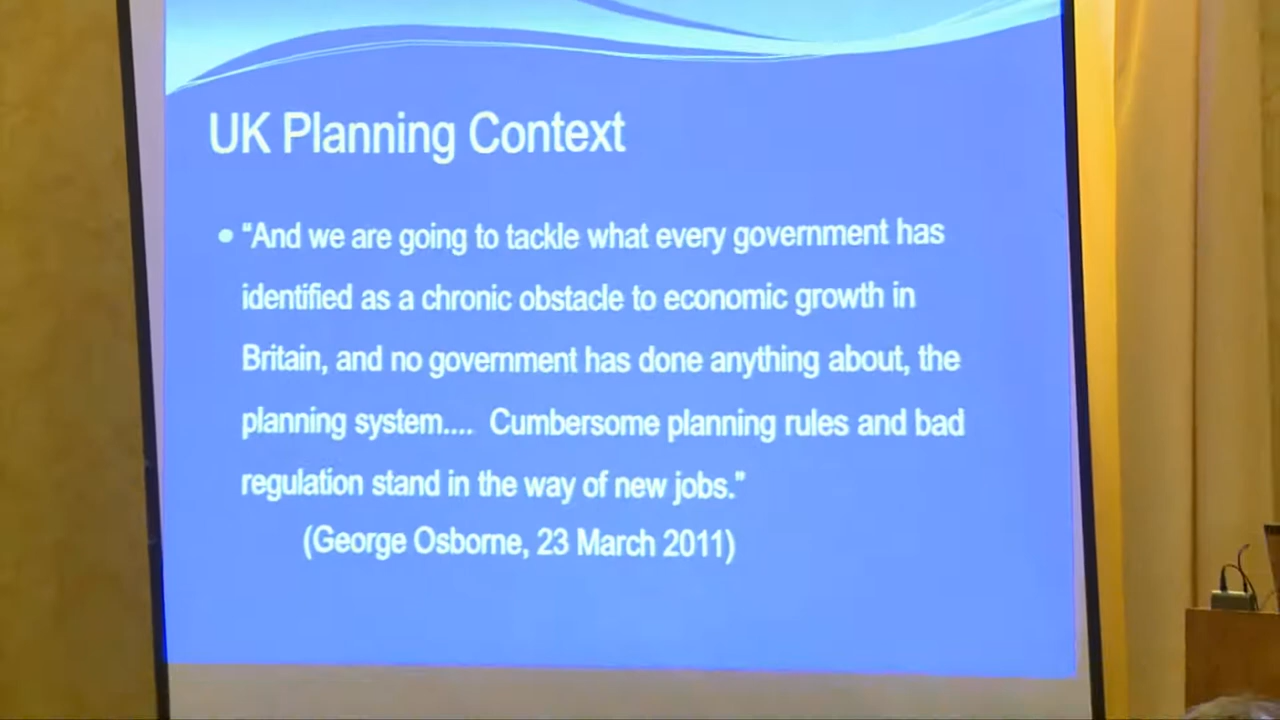 UK Planning Context
• “And we are going to tackle what every government has
identified as a chronic obstacle to economic growth in
Britain, and no government has done anything about, the
planning system.... Cumbersome planning rules and bad
regulation stand in the way of new jobs.”
(George Osborne, 23 March 2011)